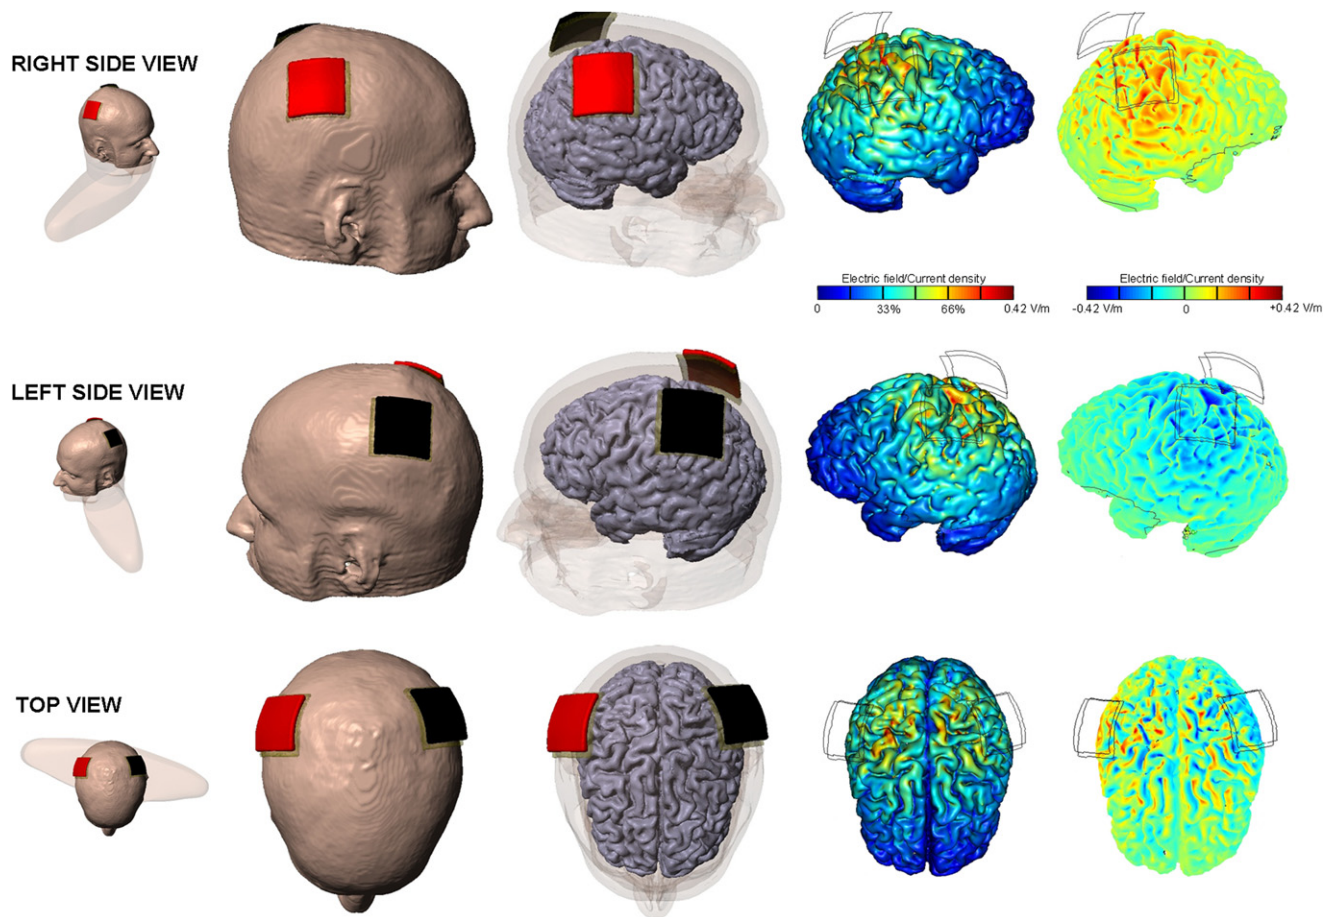 RIGHT SIDE VIEW
Electric field/Current density
0 33% 66% 0.42 V/m
Electric field/Current density
-0.42 V/m 0 +0.42 V/m
LEFT SIDE VIEW
TOP VIEW